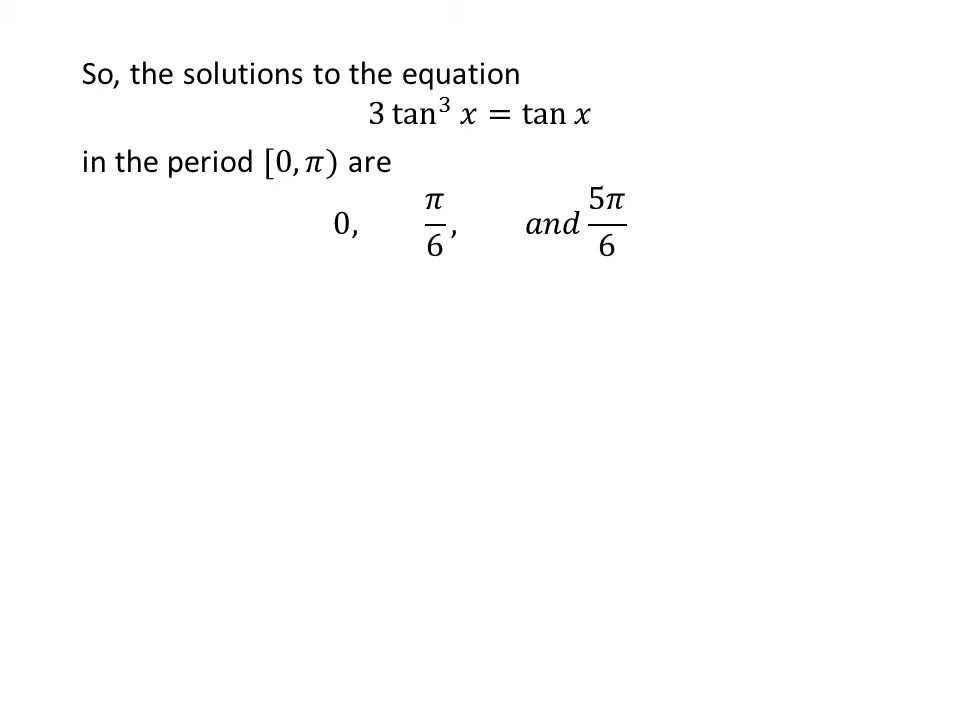 So, the solutions to the equation
3 tan³ 𝑥 = tan 𝑥
in the period [0, 𝜋) are
0, 𝜋/6, 𝑎𝑛𝑑 5𝜋/6